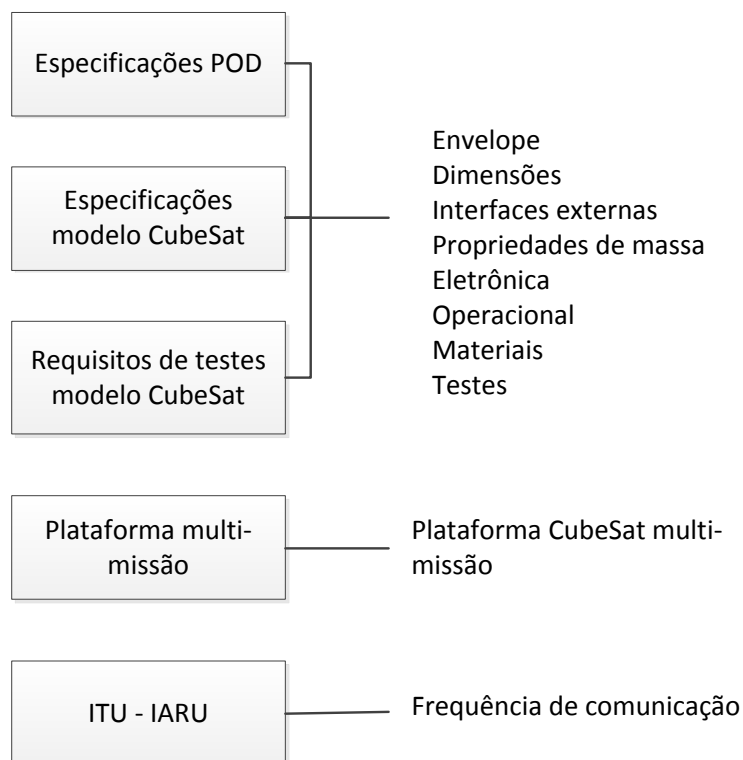 Especificações POD
Especificações
modelo CubeSat
Requisitos de testes
modelo CubeSat
Envelope
Dimensões
Interfaces externas
Propriedades de massa
Eletrônica
Operacional
Materiais
Testes
Plataforma multi-
missão
Plataforma CubeSat multi-
missão
ITU - IARU
Frequência de comunicação